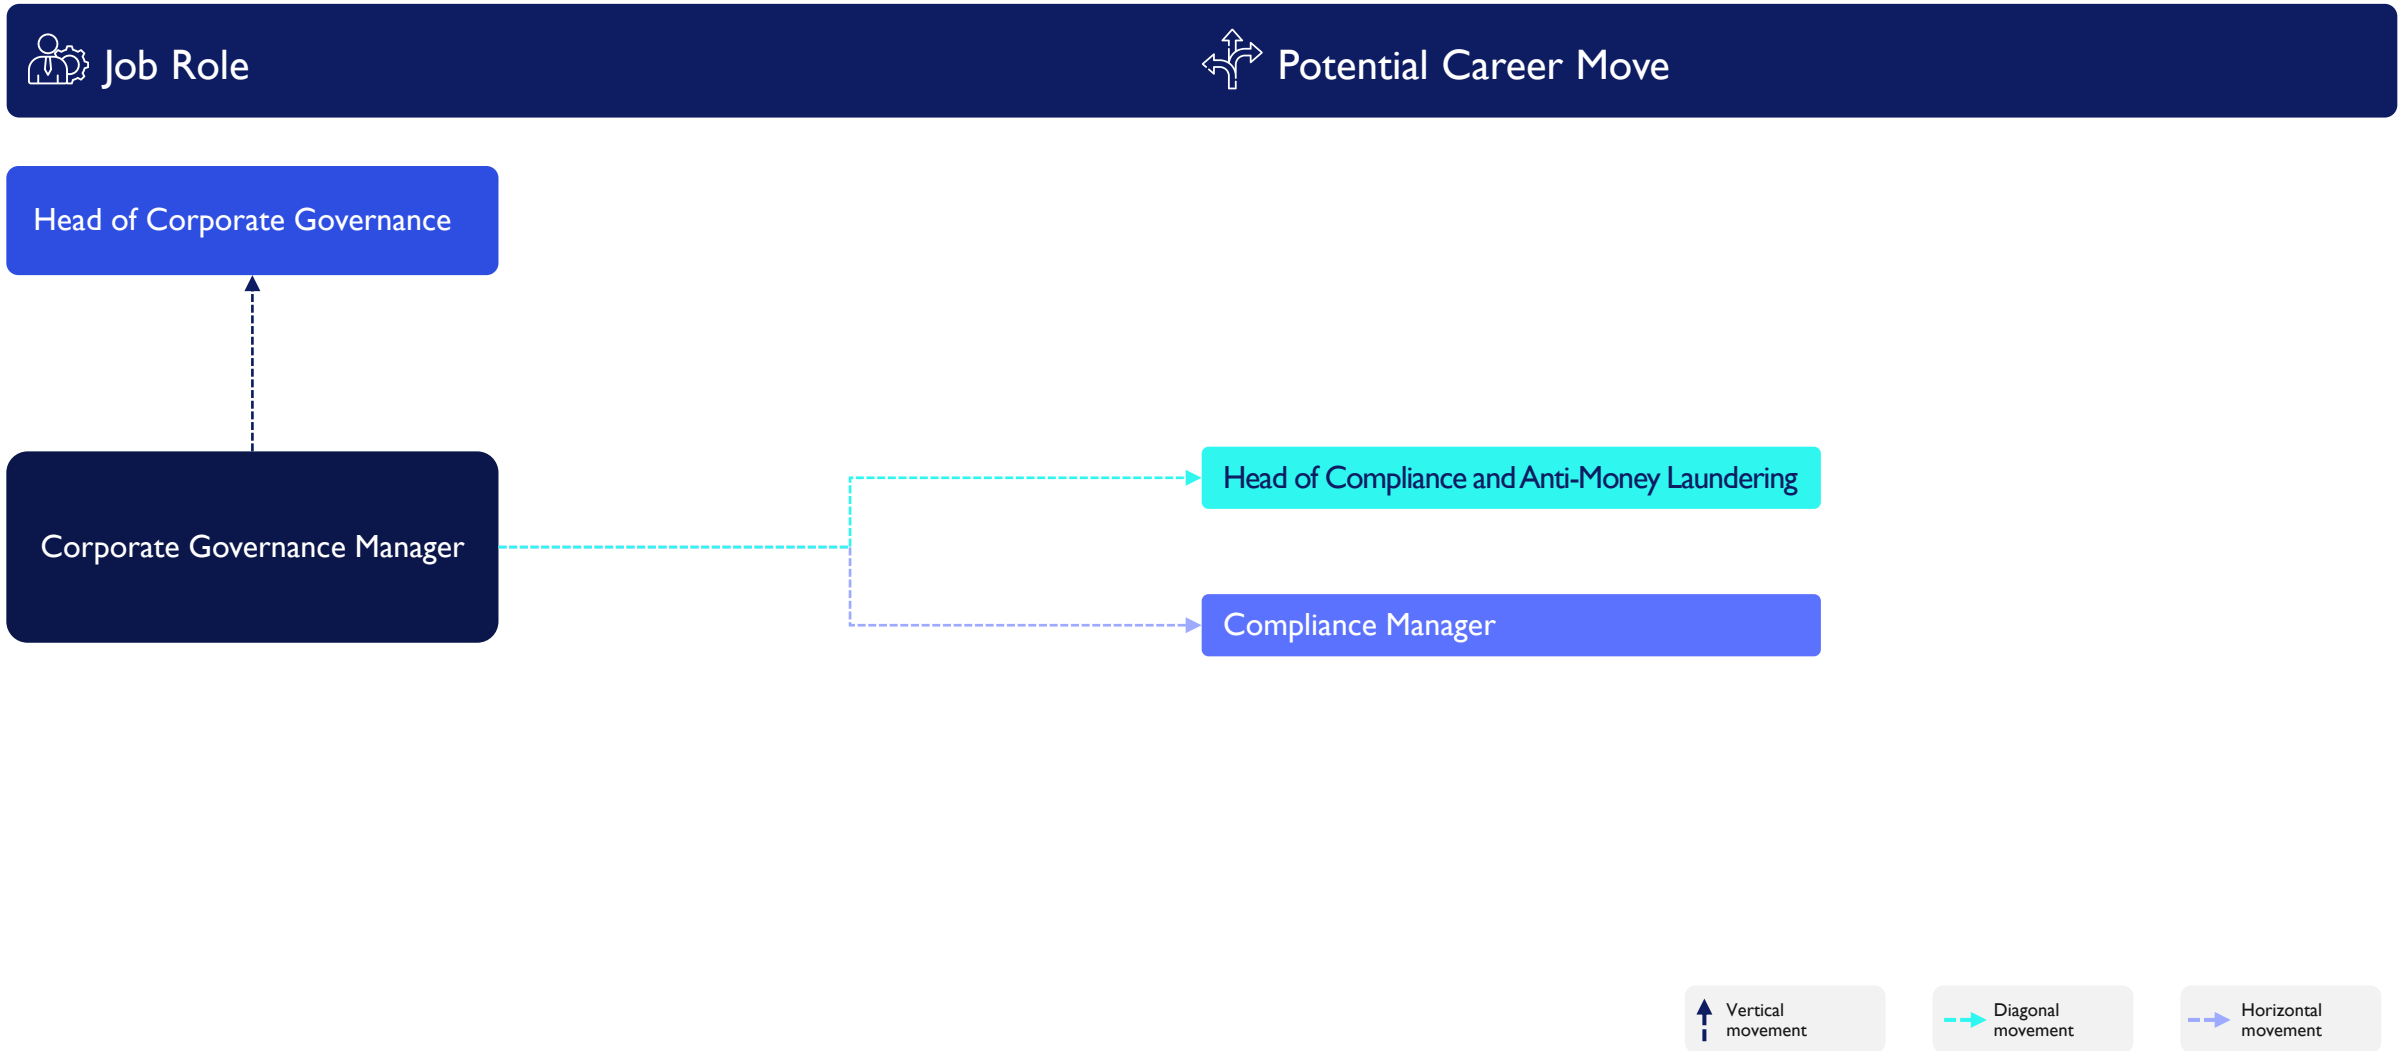 Job Role
Potential Career Move
Head of Corporate Governance
Corporate Governance Manager
Head of Compliance and Anti-Money Laundering
Compliance Manager
Vertical
movement
Diagonal
movement
Horizontal
movement